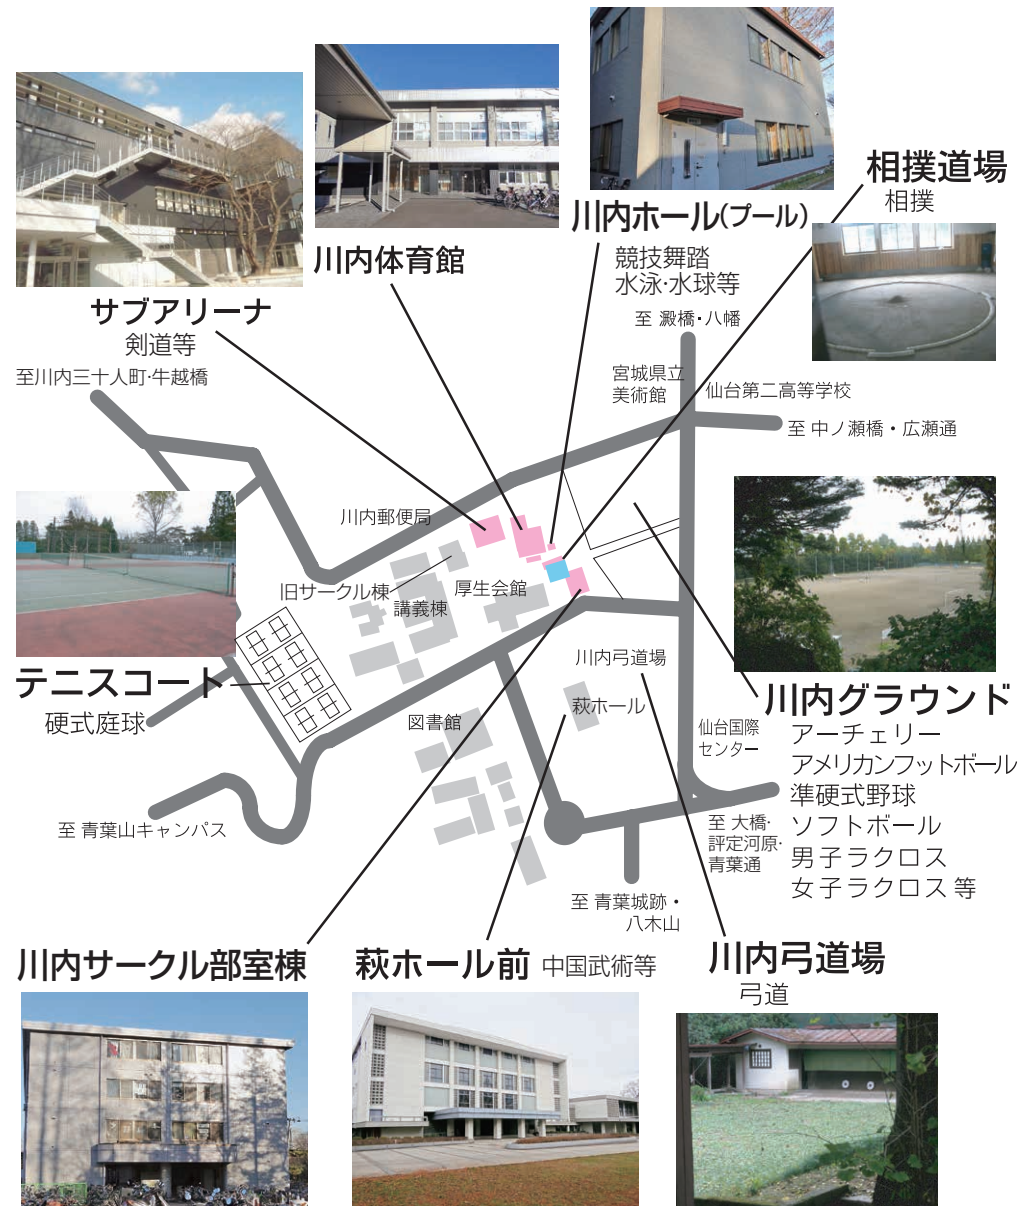 相撲道場
相撲
川内ホール(プール)
競技舞踏
水泳·水球等
川内体育館
サブアリーナ
剣道等
至 澱橋・八幡
至川内三十人町·牛越橋
宮城県立
美術館
仙台第二高等学校
至 中ノ瀬橋・広瀬通
川内郵便局
旧サークル棟
講義棟
厚生会館
川内弓道場
萩ホール
テニスコート
硬式庭球
図書館
仙台国際
センター
川内グラウンド
アーチェリー
アメリカンフットボール
準硬式野球
ソフトボール
男子ラクロス
女子ラクロス 等
至 青葉山キャンパス
至 大橋·
評定河原·
青葉通
至 青葉城跡・
八木山
川内サークル部室棟
萩ホール前 中国武術等
川内弓道場
弓道